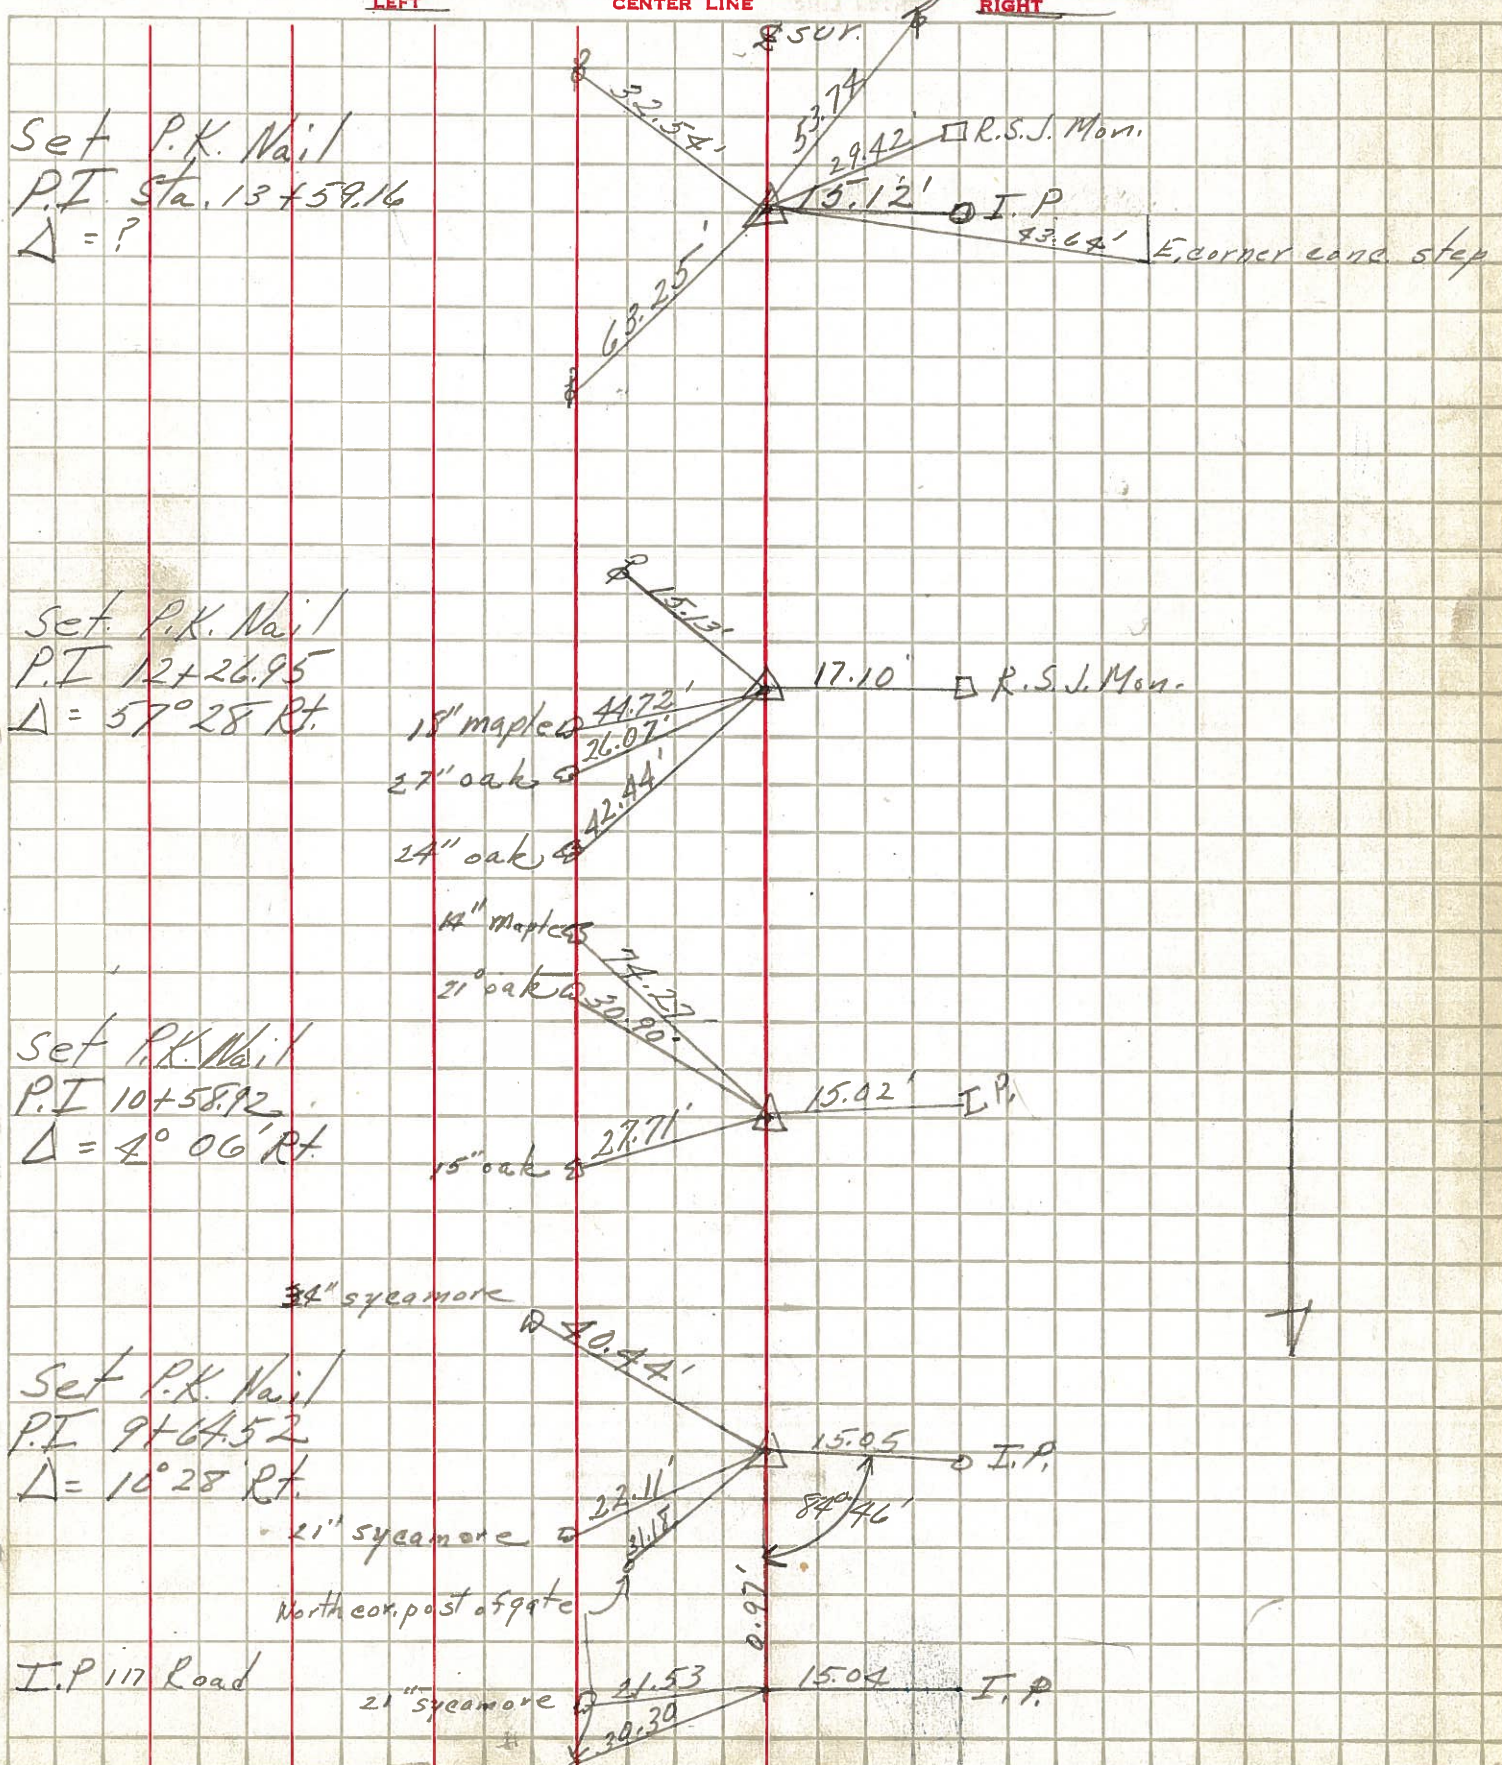 LEFT CENTER LINE RIGHT
℄ sur.
32.54'
53.74
Set P.K. Nail
P.I. Sta. 13+59.16
Δ = ?
29.42'
R.S.J. Mon.
15.12'
I.P.
43.64'
E. corner conc. step
63.25'
Set P.K. Nail
P.I 12+26.95
Δ = 57° 28' Rt.
15.13'
17.10'
R.S.J. Mon.
18" maple
44.72'
27" oak
26.07'
24" oak
42.44'
14" Maple
74.27'
21" oak
30.90'
Set P.K. Nail
P.I 10+58.92
Δ = 4° 06' Rt.
15.02'
I.P.
15" oak
27.71'
34" sycamore
40.44'
Set P.K. Nail
P.I 9+64.52
Δ = 10° 28' Rt.
15.05
I.P.
84° 46'
21" sycamore
22.11'
31.18
North cor. post of gate
0.97'
I.P in Road
21" sycamore
21.53
15.04
I.P.
30.30